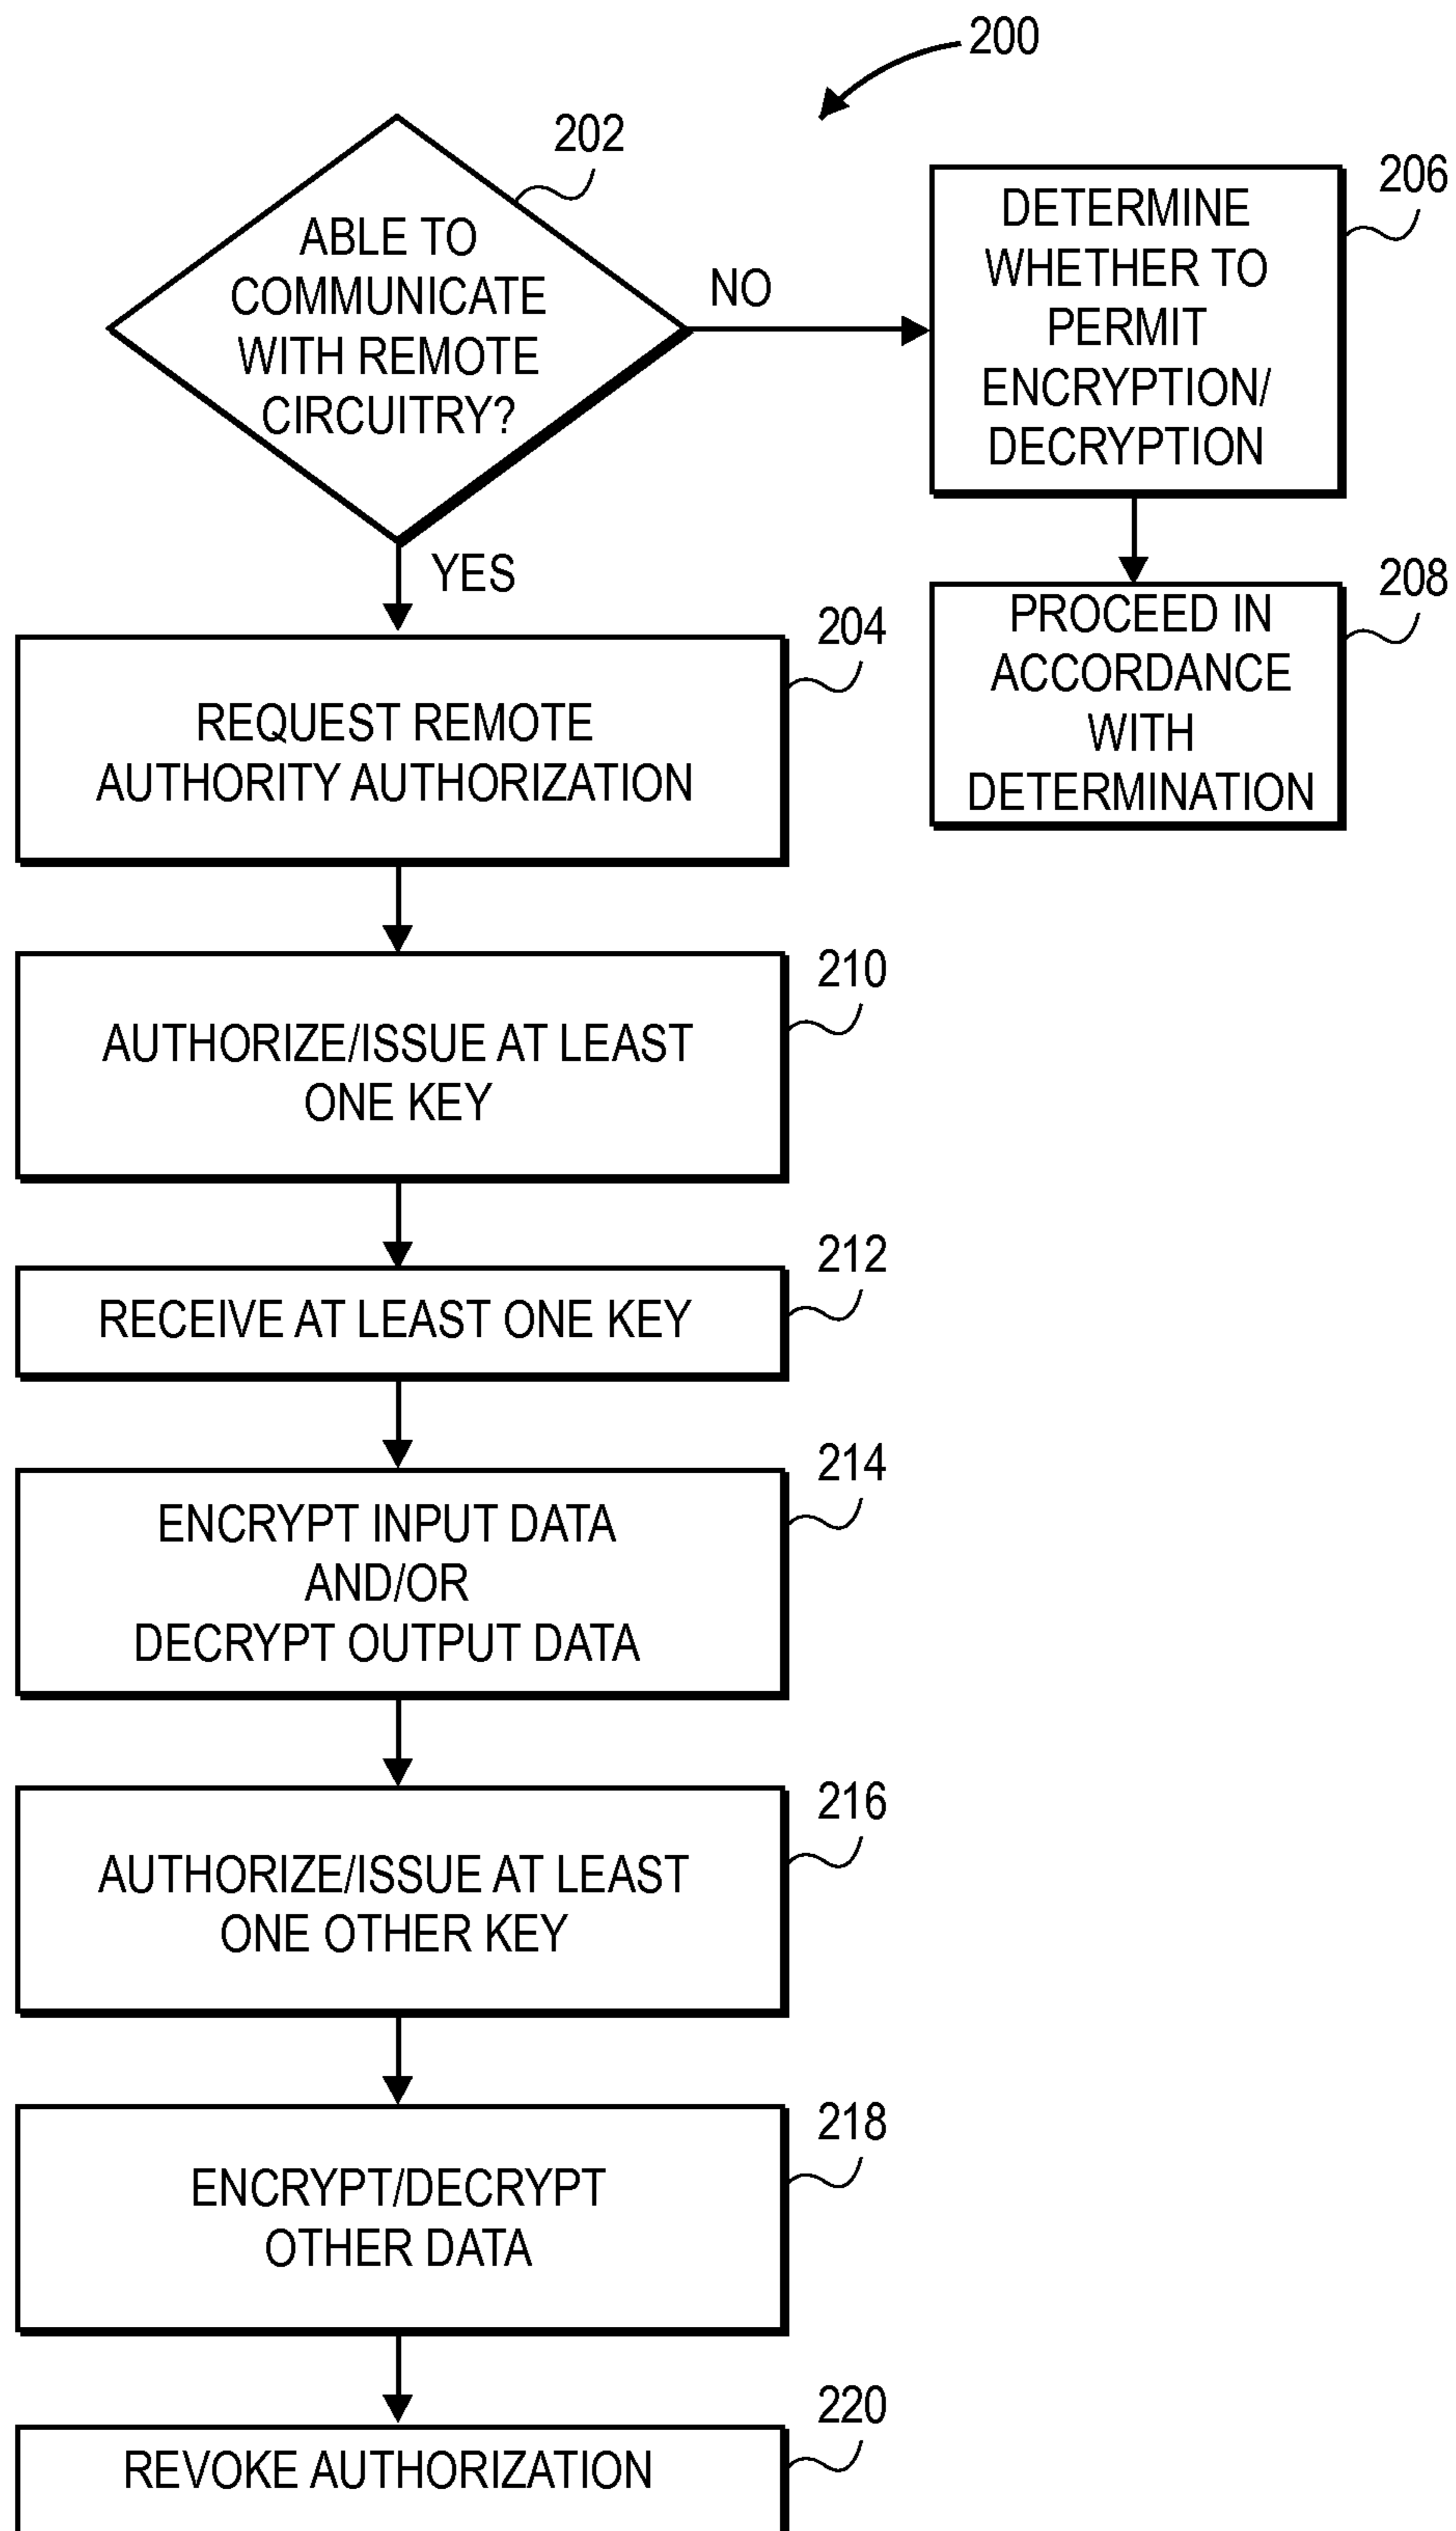 200
202
ABLE TO
COMMUNICATE
WITH REMOTE
CIRCUITRY?
NO
YES
206
DETERMINE
WHETHER TO
PERMIT
ENCRYPTION/
DECRYPTION
208
PROCEED IN
ACCORDANCE
WITH
DETERMINATION
204
REQUEST REMOTE
AUTHORITY AUTHORIZATION
210
AUTHORIZE/ISSUE AT LEAST
ONE KEY
212
RECEIVE AT LEAST ONE KEY
214
ENCRYPT INPUT DATA
AND/OR
DECRYPT OUTPUT DATA
216
AUTHORIZE/ISSUE AT LEAST
ONE OTHER KEY
218
ENCRYPT/DECRYPT
OTHER DATA
220
REVOKE AUTHORIZATION